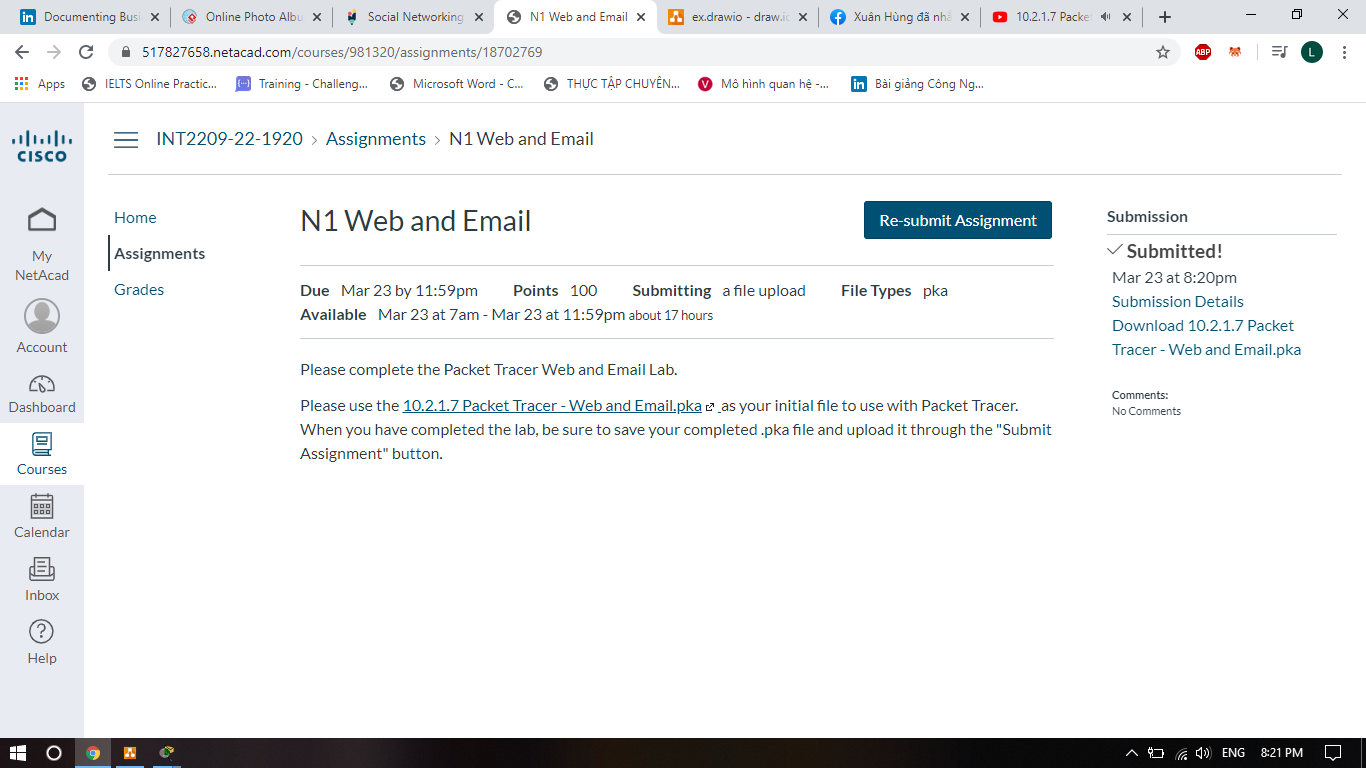 Documenting Busi
Online Photo Albu
Social Networking
N1 Web and Email
ex.drawio - draw.io
Xuân Hùng đã nhắ
10.2.1.7 Packe
517827658.netacad.com/courses/981320/assignments/18702769
ABP
L
Apps
IELTS Online Practic...
Training - Challeng...
Microsoft Word - C...
THỰC TẬP CHUYÊN...
Mô hình quan hệ -...
Bài giảng Công Ng...
CISCO
INT2209-22-1920 › Assignments › N1 Web and Email
My
NetAcad
Account
Dashboard
Courses
Calendar
Inbox
Help
Home
Assignments
Grades
N1 Web and Email
Re-submit Assignment
Due Mar 23 by 11:59pm Points 100 Submitting a file upload File Types pka
Available Mar 23 at 7am - Mar 23 at 11:59pm about 17 hours
Please complete the Packet Tracer Web and Email Lab.
Please use the 10.2.1.7 Packet Tracer - Web and Email.pka as your initial file to use with Packet Tracer.
When you have completed the lab, be sure to save your completed .pka file and upload it through the "Submit
Assignment" button.
Submission
Submitted!
Mar 23 at 8:20pm
Submission Details
Download 10.2.1.7 Packet
Tracer - Web and Email.pka
Comments:
No Comments
ENG
8:21 PM